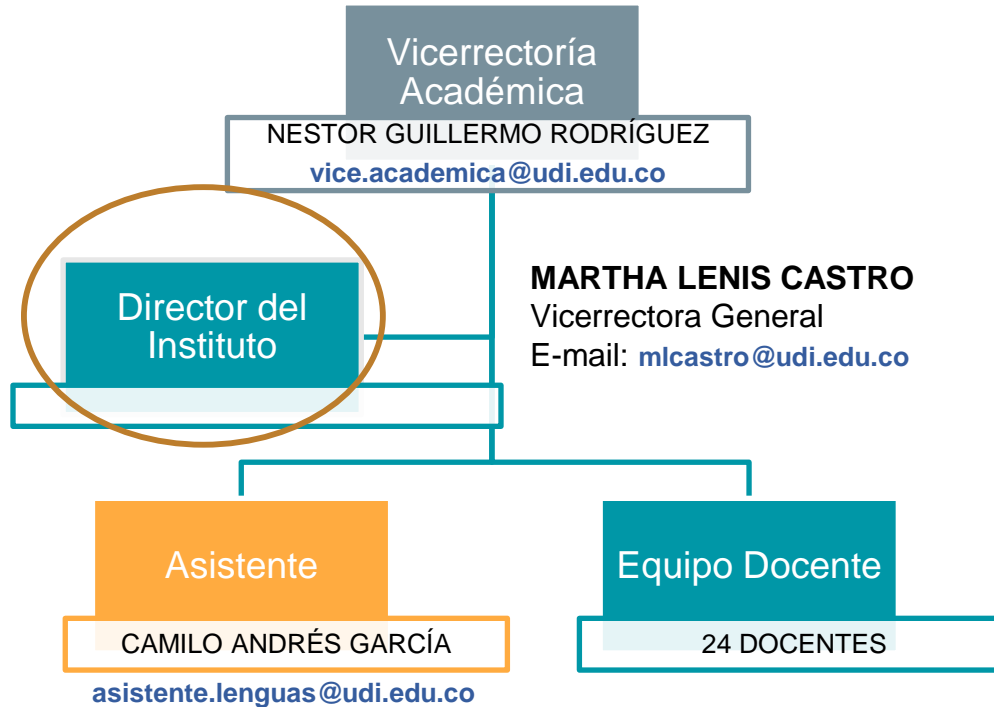 Vicerrectoría
Académica
NESTOR GUILLERMO RODRÍGUEZ
vice.academica@udi.edu.co
Director del
Instituto
MARTHA LENIS CASTRO
Vicerrectora General
E-mail: mlcastro@udi.edu.co
Asistente
CAMILO ANDRÉS GARCÍA
asistente.lenguas@udi.edu.co
Equipo Docente
24 DOCENTES